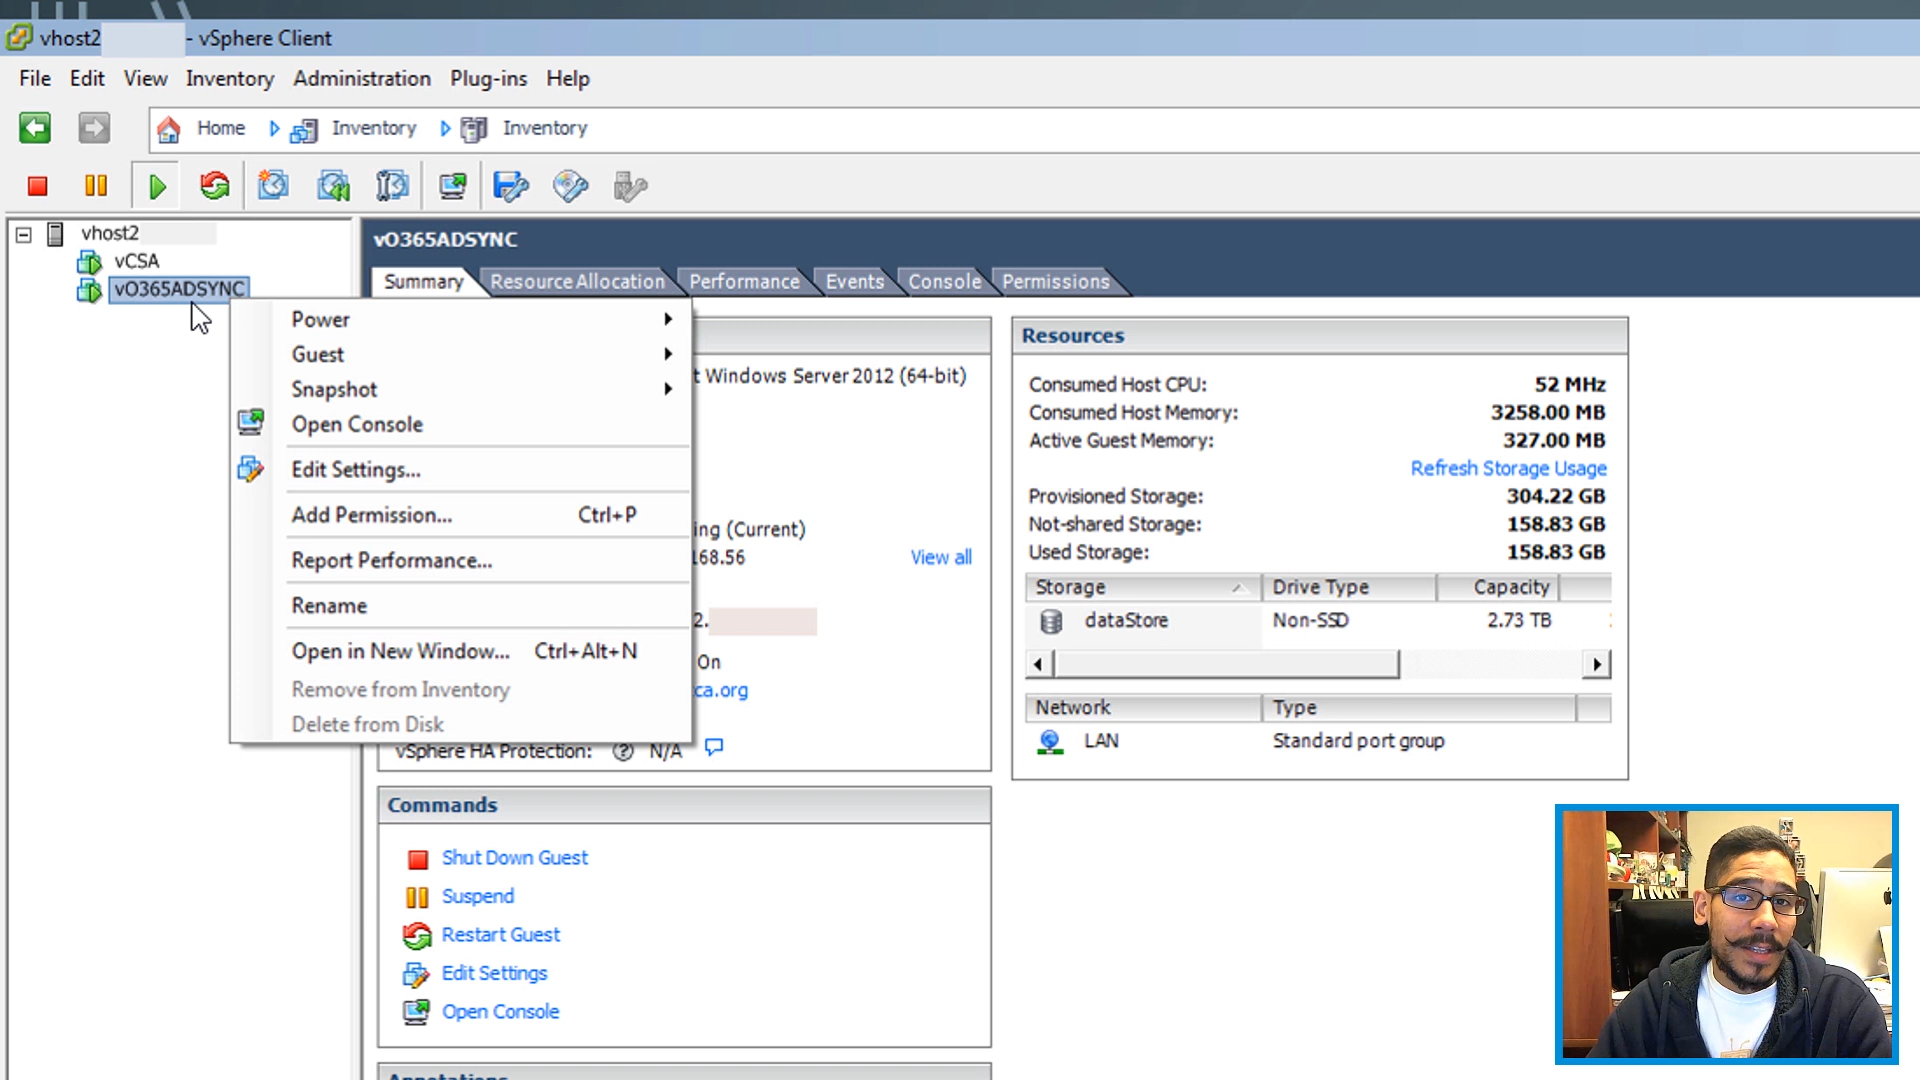 vhost2 - vSphere Client
File Edit View Inventory Administration Plug-ins Help
Home Inventory Inventory
vhost2
vCSA
vO365ADSYNC
vO365ADSYNC
Summary Resource Allocation Performance Events Console Permissions
Power
Guest
Snapshot
Open Console
Edit Settings...
Add Permission... Ctrl+P
Report Performance...
Rename
Open in New Window... Ctrl+Alt+N
Remove from Inventory
Delete from Disk
t Windows Server 2012 (64-bit)
ing (Current)
168.56 View all
2.
On
ca.org
vSphere HA Protection: N/A
Commands
Shut Down Guest
Suspend
Restart Guest
Edit Settings
Open Console
Resources
Consumed Host CPU: 52 MHz
Consumed Host Memory: 3258.00 MB
Active Guest Memory: 327.00 MB
Refresh Storage Usage
Provisioned Storage: 304.22 GB
Not-shared Storage: 158.83 GB
Used Storage: 158.83 GB
Storage Drive Type Capacity
dataStore Non-SSD 2.73 TB
Network Type
LAN Standard port group